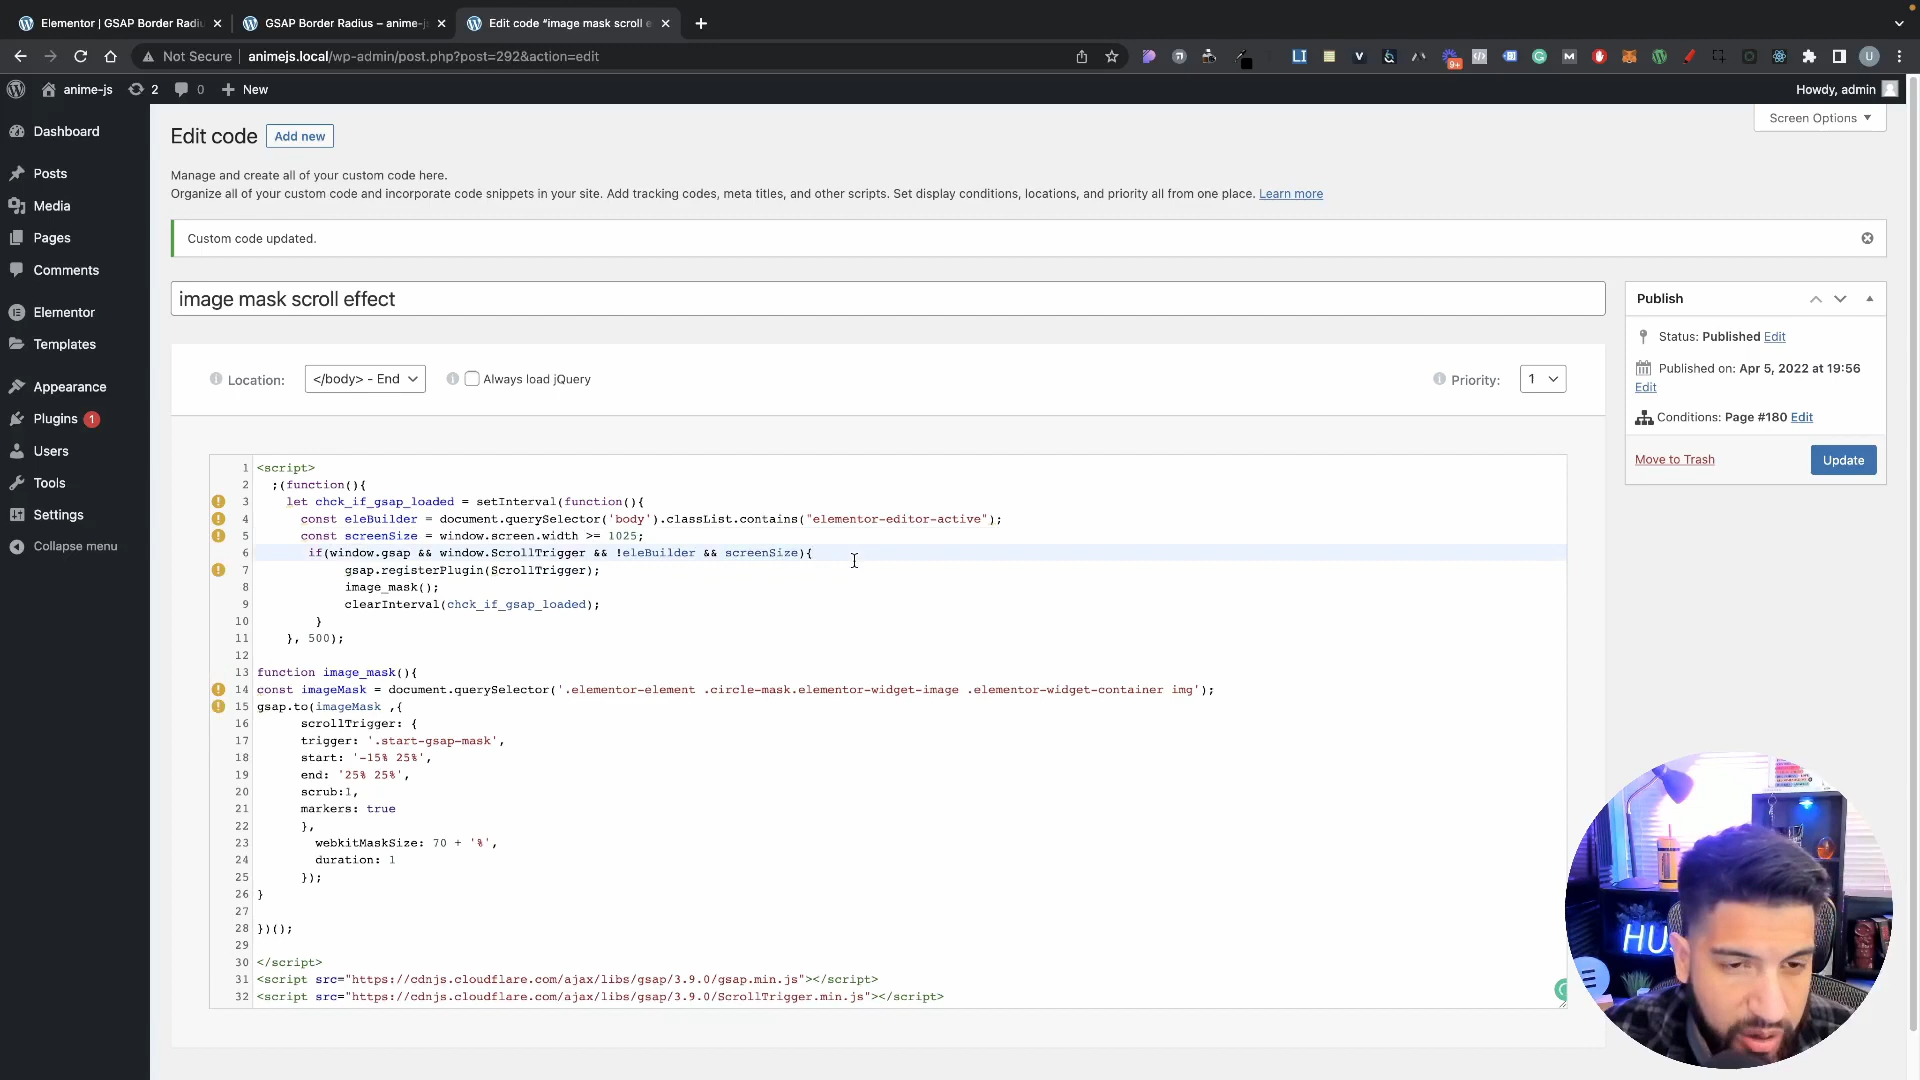 Elementor | GSAP Border Radiu
GSAP Border Radius – anime-j
Edit code "image mask scroll e
Not Secure
animejs.local/wp-admin/post.php?post=292&action=edit
9+
U
anime-js
2
0
New
Howdy, admin
Dashboard
Posts
Media
Pages
Comments
Elementor
Templates
Appearance
Plugins 1
Users
Tools
Settings
Collapse menu
Screen Options
Edit code
Add new
Manage and create all of your custom code here.
Organize all of your custom code and incorporate code snippets in your site. Add tracking codes, meta titles, and other scripts. Set display conditions, locations, and priority all from one place. Learn more
Custom code updated.
image mask scroll effect
Location:
</body> - End
Always load jQuery
Priority:
1
1 <script>
2 ;(function(){
3 let chck_if_gsap_loaded = setInterval(function(){
4 const eleBuilder = document.querySelector('body').classList.contains("elementor-editor-active");
5 const screenSize = window.screen.width >= 1025;
6 if(window.gsap && window.ScrollTrigger && !eleBuilder && screenSize){
7 gsap.registerPlugin(ScrollTrigger);
8 image_mask();
9 clearInterval(chck_if_gsap_loaded);
10 }
11 }, 500);
12
13 function image_mask(){
14 const imageMask = document.querySelector('.elementor-element .circle-mask.elementor-widget-image .elementor-widget-container img');
15 gsap.to(imageMask ,{
16 scrollTrigger: {
17 trigger: '.start-gsap-mask',
18 start: '-15% 25%',
19 end: '25% 25%',
20 scrub:1,
21 markers: true
22 },
23 webkitMaskSize: 70 + '%',
24 duration: 1
25 });
26 }
27
28 })();
29
30 </script>
31 <script src="https://cdnjs.cloudflare.com/ajax/libs/gsap/3.9.0/gsap.min.js"></script>
32 <script src="https://cdnjs.cloudflare.com/ajax/libs/gsap/3.9.0/ScrollTrigger.min.js"></script>
Publish
Status: Published Edit
Published on: Apr 5, 2022 at 19:56
Edit
Conditions: Page #180 Edit
Move to Trash
Update